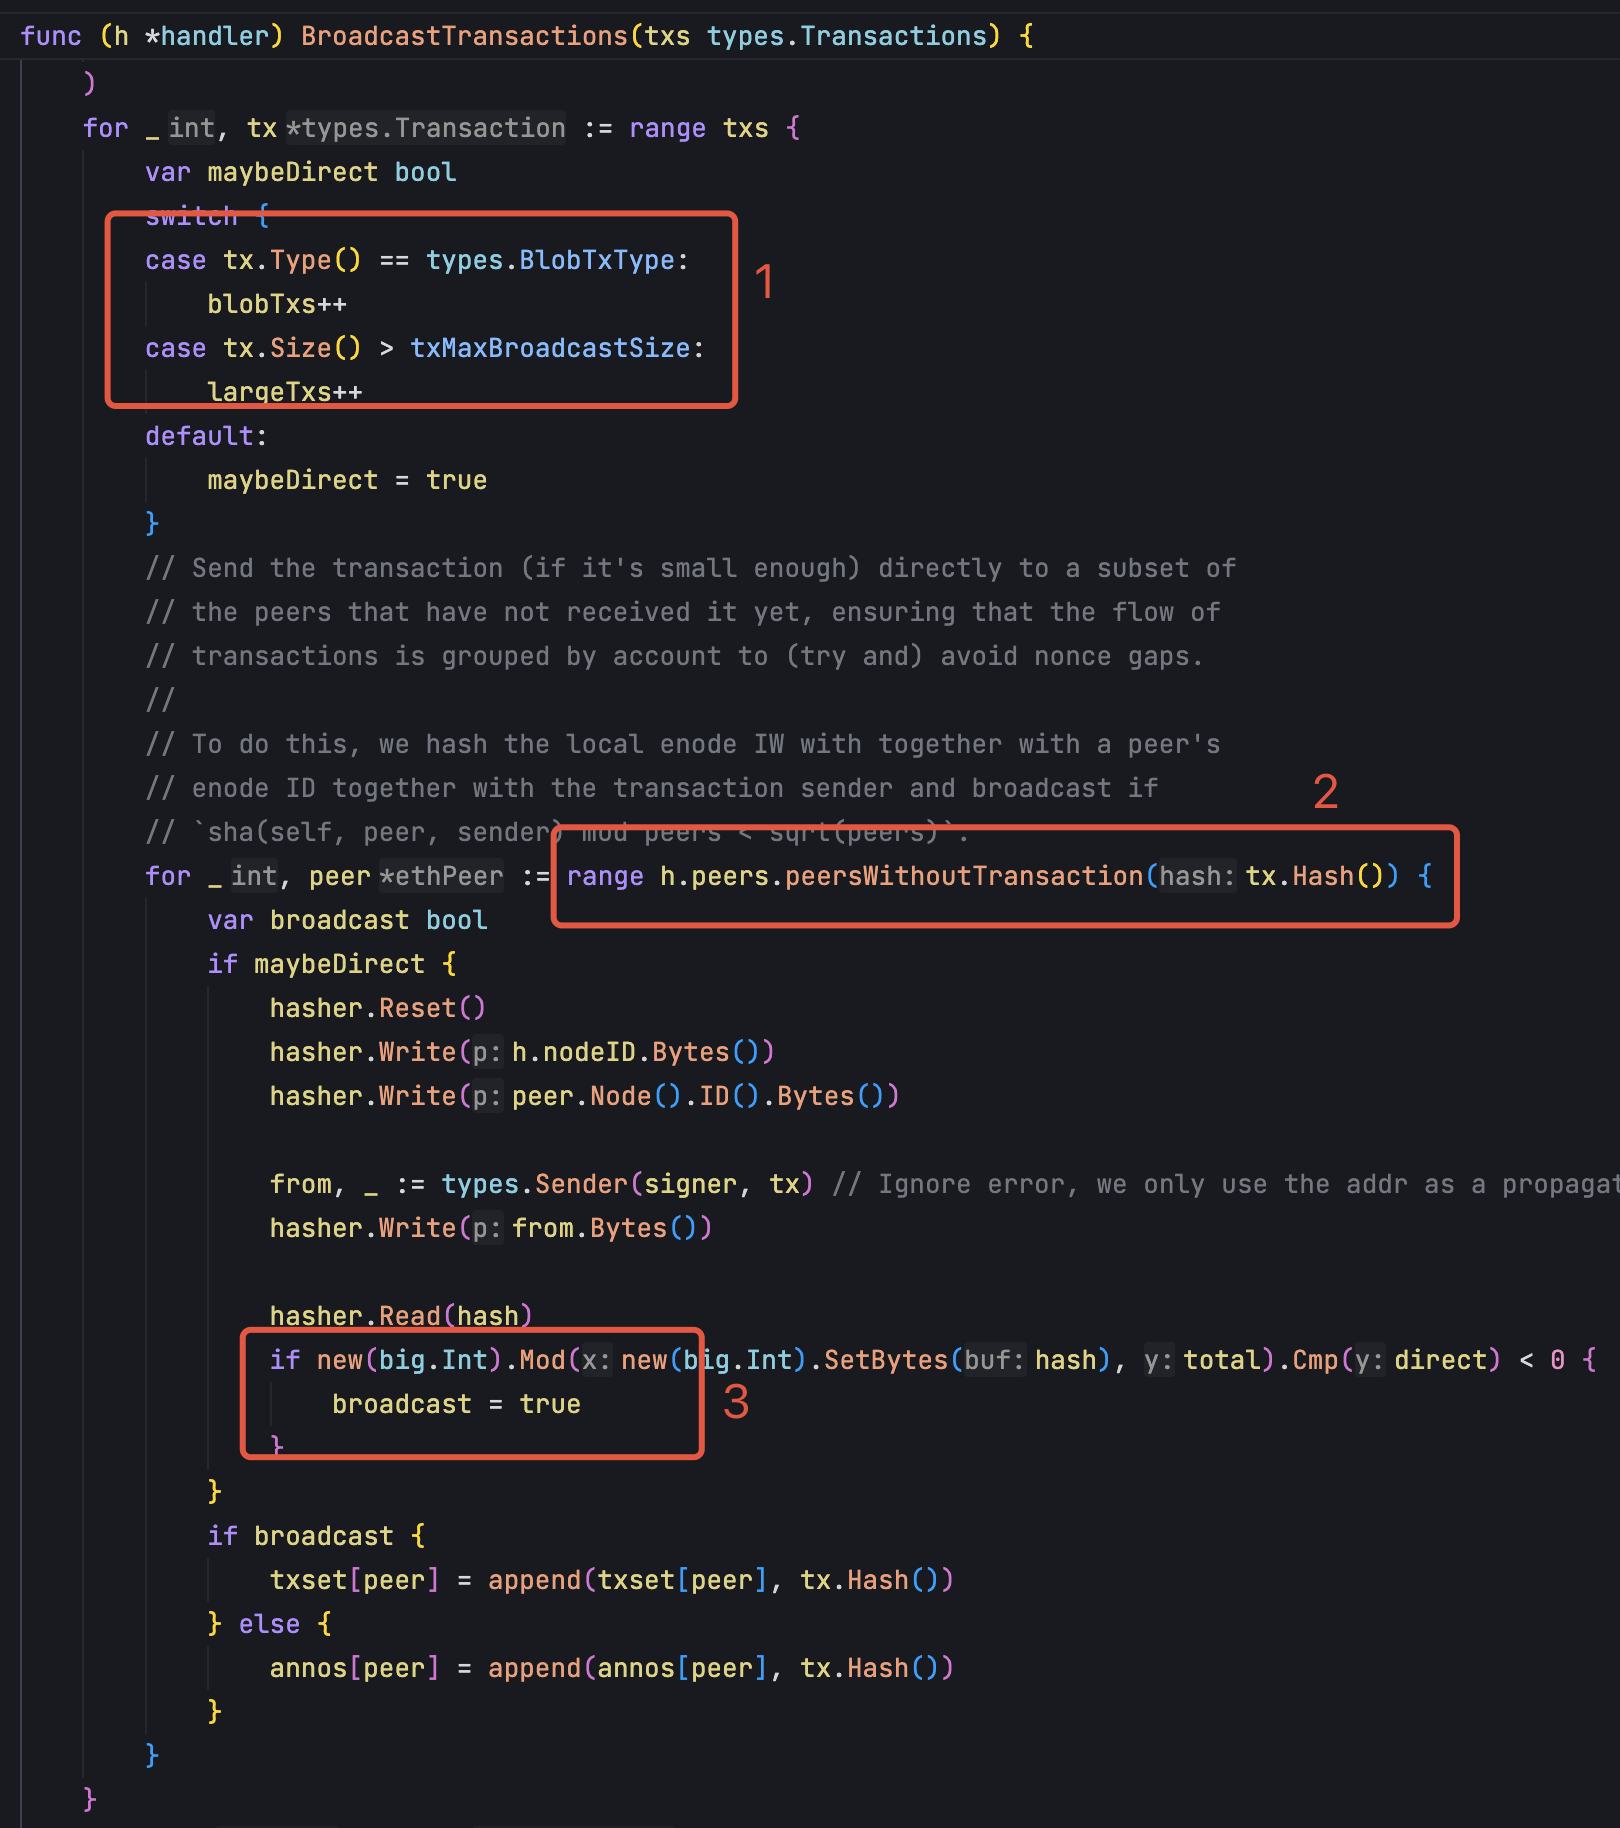 func (h *handler) BroadcastTransactions(txs types.Transactions) {
)
for _ int, tx *types.Transaction := range txs {
var maybeDirect bool
switch {
case tx.Type() == types.BlobTxType:
1
blobTxs++
case tx.Size() > txMaxBroadcastSize:
largeTxs++
default:
maybeDirect = true
}
// Send the transaction (if it's small enough) directly to a subset of
// the peers that have not received it yet, ensuring that the flow of
// transactions is grouped by account to (try and) avoid nonce gaps.
//
// To do this, we hash the local enode IW with together with a peer's
// enode ID together with the transaction sender and broadcast if
2
// `sha(self, peer, sender) mod peers < sqrt(peers)`.
for _ int, peer *ethPeer := range h.peers.peersWithoutTransaction(hash: tx.Hash()) {
var broadcast bool
if maybeDirect {
hasher.Reset()
hasher.Write(p: h.nodeID.Bytes())
hasher.Write(p: peer.Node().ID().Bytes())
from, _ := types.Sender(signer, tx) // Ignore error, we only use the addr as a propagat
hasher.Write(p: from.Bytes())
hasher.Read(hash)
if new(big.Int).Mod(x: new(big.Int).SetBytes(buf: hash), y: total).Cmp(y: direct) < 0 {
broadcast = true
3
}
}
if broadcast {
txset[peer] = append(txset[peer], tx.Hash())
} else {
annos[peer] = append(annos[peer], tx.Hash())
}
}
}